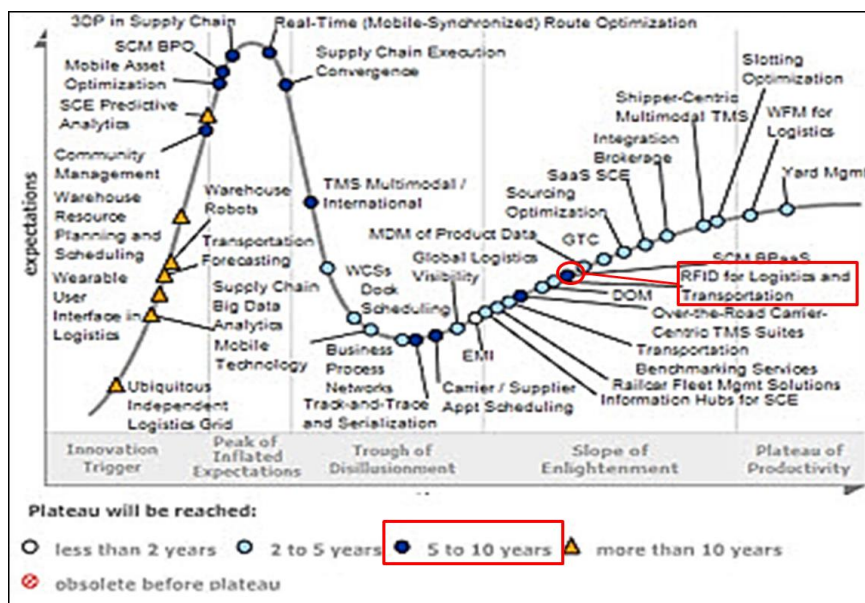 3DP in Supply Chain
Real-Time (Mobile-Synchronized) Route Optimization
SCM BPO
Mobile Asset
Optimization
SCE Predictive
Analytics
Community
Management
Warehouse
Resource
Planning and
Scheduling
Wearable
User
Interface in
Logistics
Ubiquitous
Independent
Logistics Grid
Warehouse
Robots
Transportation
Forecasting
Supply Chain
Big Data
Analytics
Mobile
Technology
Supply Chain Execution
Convergence
TMS Multimodal /
International
WCSs
Dock
Scheduling
Business
Process
Networks
Track-and-Trace
and Serialization
Carrier / Supplier
Appt Scheduling
Global Logistics
Visibility
EMI
MDM of Product Data
GTC
Sourcing
Optimization
SaaS SCE
Integration
Brokerage
Shipper-Centric
Multimodal TMS
Slotting
Optimization
WFM for
Logistics
Yard Mgmt
SCM BPaaS
RFID for Logistics and
Transportation
DOM
Over-the-Road Carrier-
Centric TMS Suites
Transportation
Benchmarking Services
Railcar Fleet Mgmt Solutions
Information Hubs for SCE
expectations
Innovation
Trigger
Peak of
Inflated
Expectations
Trough of
Disillusionment
Slope of
Enlightenment
Plateau of
Productivity
Plateau will be reached:
less than 2 years
2 to 5 years
5 to 10 years
more than 10 years
obsolete before plateau